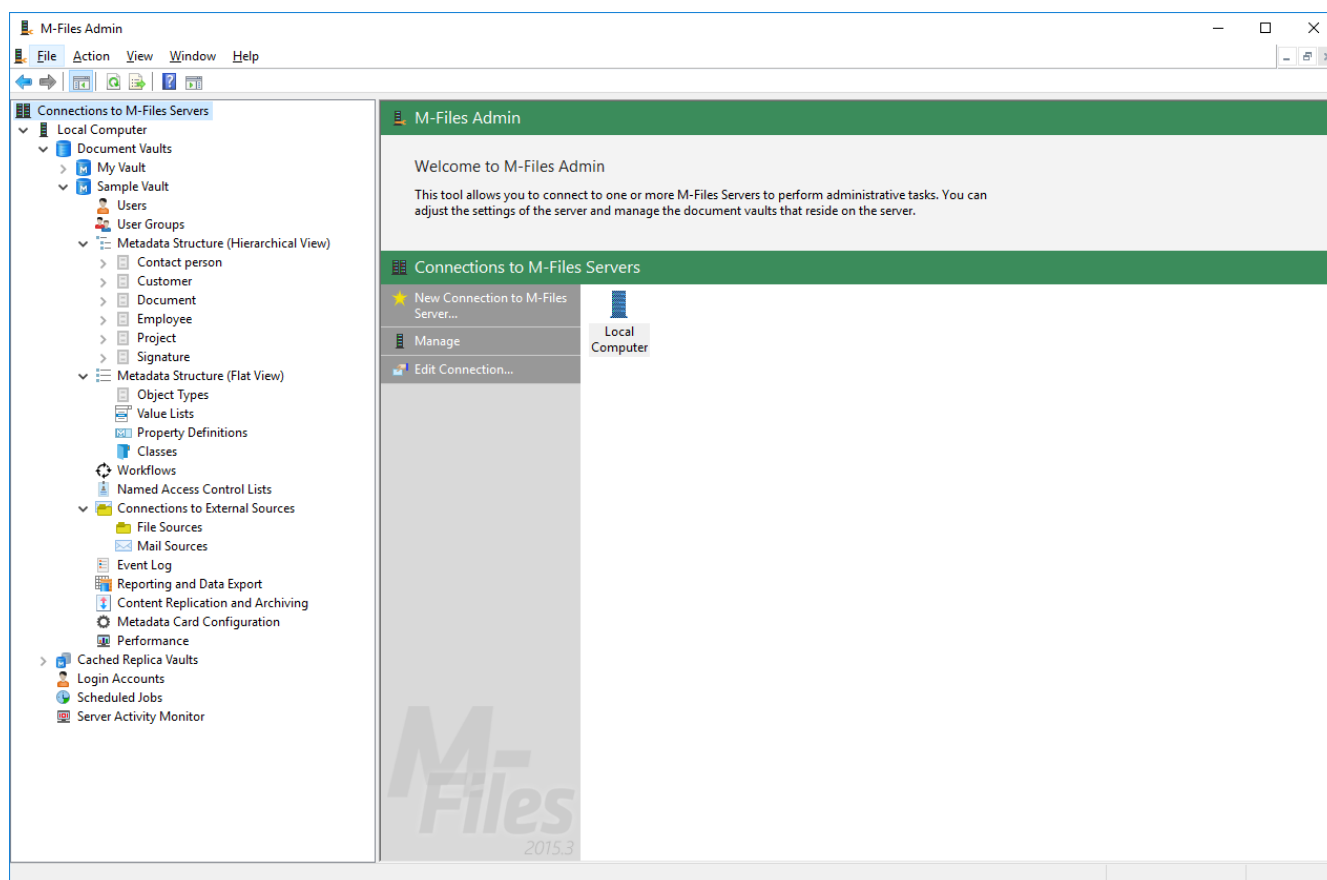 M-Files Admin
File Action View Window Help
Connections to M-Files Servers
Local Computer
Document Vaults
My Vault
Sample Vault
Users
User Groups
Metadata Structure (Hierarchical View)
Contact person
Customer
Document
Employee
Project
Signature
Metadata Structure (Flat View)
Object Types
Value Lists
Property Definitions
Classes
Workflows
Named Access Control Lists
Connections to External Sources
File Sources
Mail Sources
Event Log
Reporting and Data Export
Content Replication and Archiving
Metadata Card Configuration
Performance
Cached Replica Vaults
Login Accounts
Scheduled Jobs
Server Activity Monitor
M-Files Admin
Welcome to M-Files Admin
This tool allows you to connect to one or more M-Files Servers to perform administrative tasks. You can
adjust the settings of the server and manage the document vaults that reside on the server.
Connections to M-Files Servers
New Connection to M-Files
Server...
Manage
Edit Connection...
Local
Computer
M-
Files
2015.3